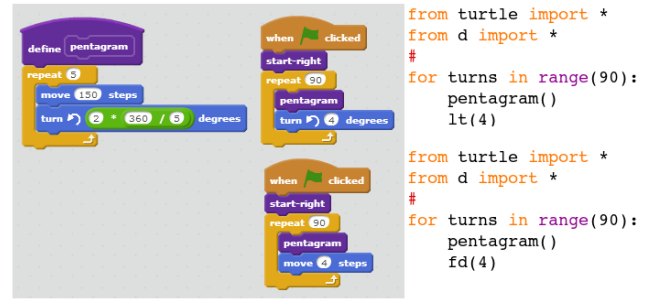 define pentagram
repeat 5
move 150 steps
turn 2 * 360 / 5 degrees
when clicked
start-right
repeat 90
pentagram
turn 4 degrees
when clicked
start-right
repeat 90
pentagram
move 4 steps
from turtle import *
from d import *
#
for turns in range(90):
pentagram()
lt(4)
from turtle import *
from d import *
#
for turns in range(90):
pentagram()
fd(4)